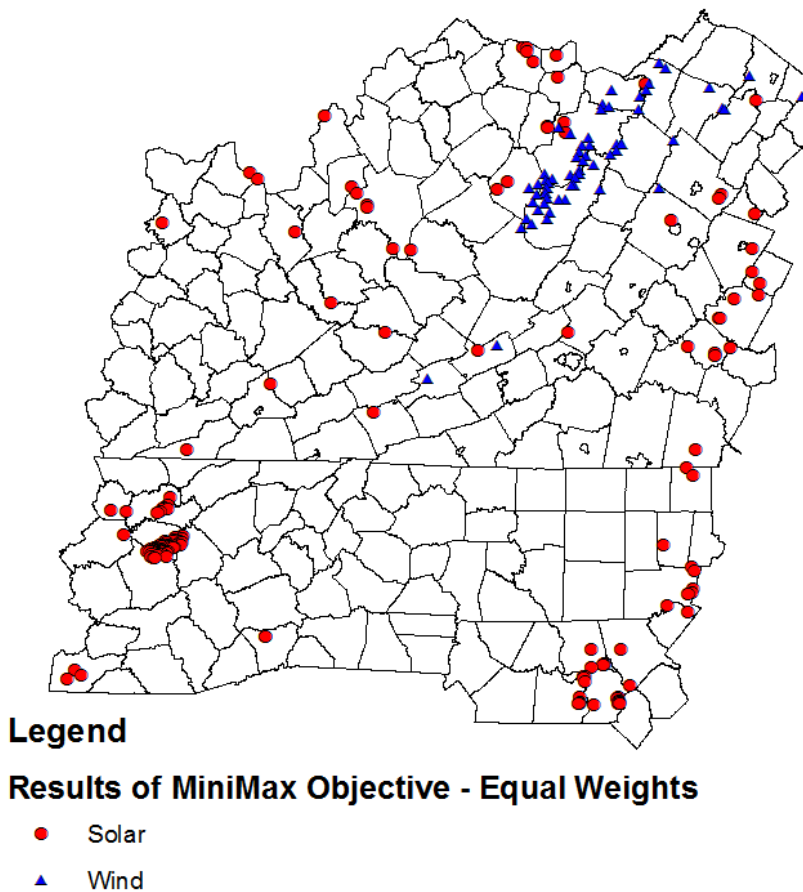 Legend
Results of MiniMax Objective - Equal Weights
Solar
Wind